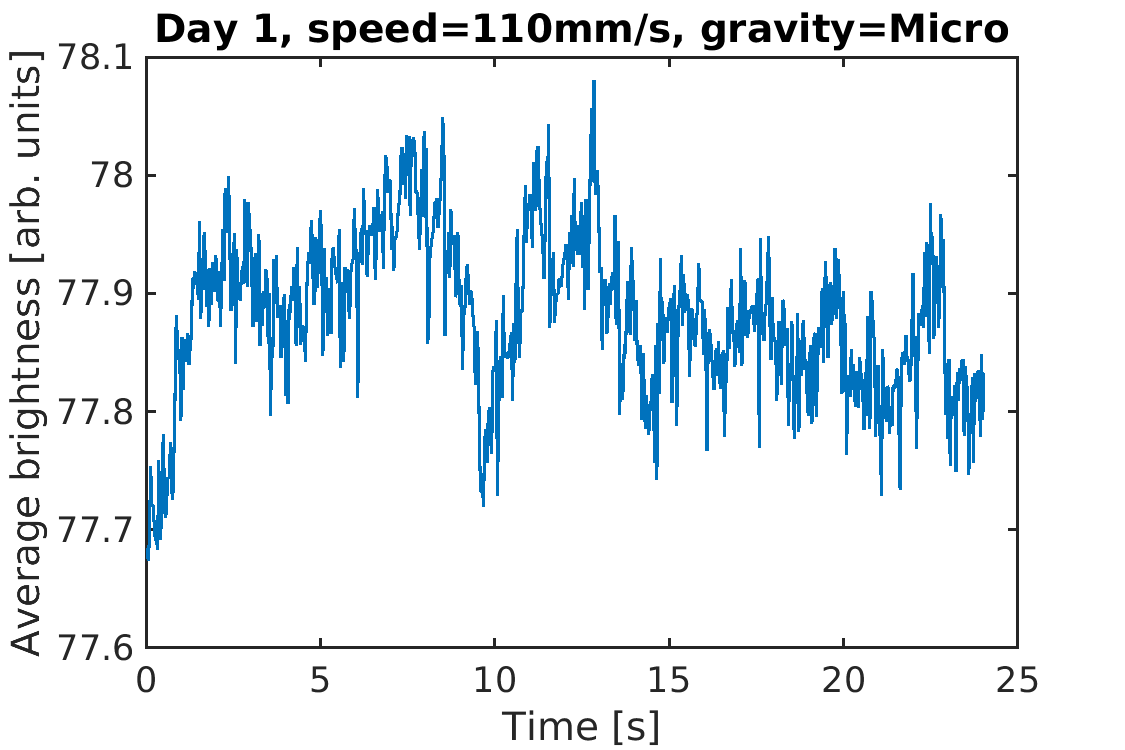 Day 1, speed=110mm/s, gravity=Micro
Average brightness [arb. units]
78.1
78
77.9
77.8
77.7
77.6
0 5 10 15 20 25
Time [s]